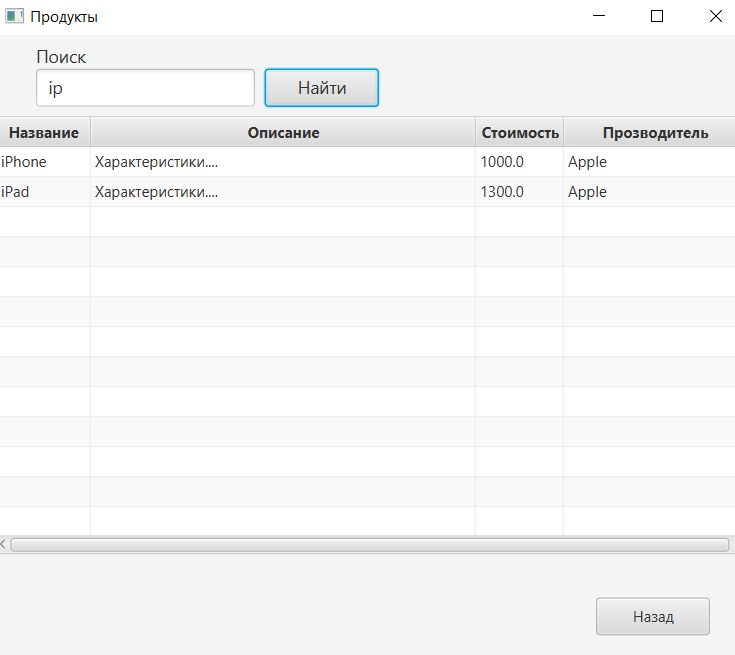 Продукты
Поиск
ip Найти
Название Описание Стоимость Прозводитель
iPhone Характеристики.... 1000.0 Apple
iPad Характеристики.... 1300.0 Apple
Назад